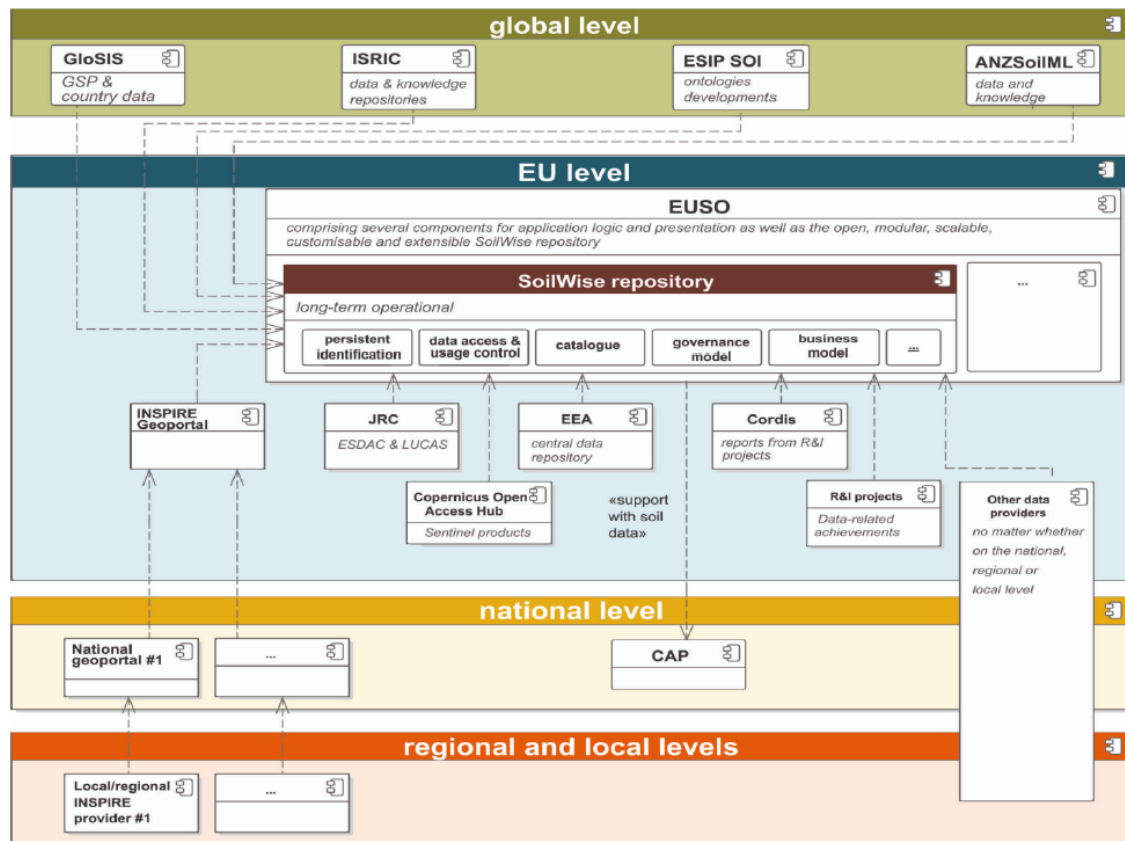 global level
GloSIS
GSP &
country data
ISRIC
data & knowledge
repositories
ESIP SOI
ontologies
developments
ANZSoilML
data and
knowledge
EU level
EUSO
comprising several components for application logic and presentation as well as the open, modular, scalable,
customisable and extensible SoilWise repository
SoilWise repository
long-term operational
persistent
identification
data access &
usage control
catalogue
governance
model
business
model
...
...
INSPIRE
Geoportal
JRC
ESDAC & LUCAS
EEA
central data
repository
Cordis
reports from R&I
projects
Copernicus Open
Access Hub
Sentinel products
«support
with soil
data»
R&I projects
Data-related
achievements
Other data
providers
no matter whether
on the national,
regional or
local level
national level
National
geoportal #1
...
CAP
regional and local levels
Local/regional
INSPIRE
provider #1
...